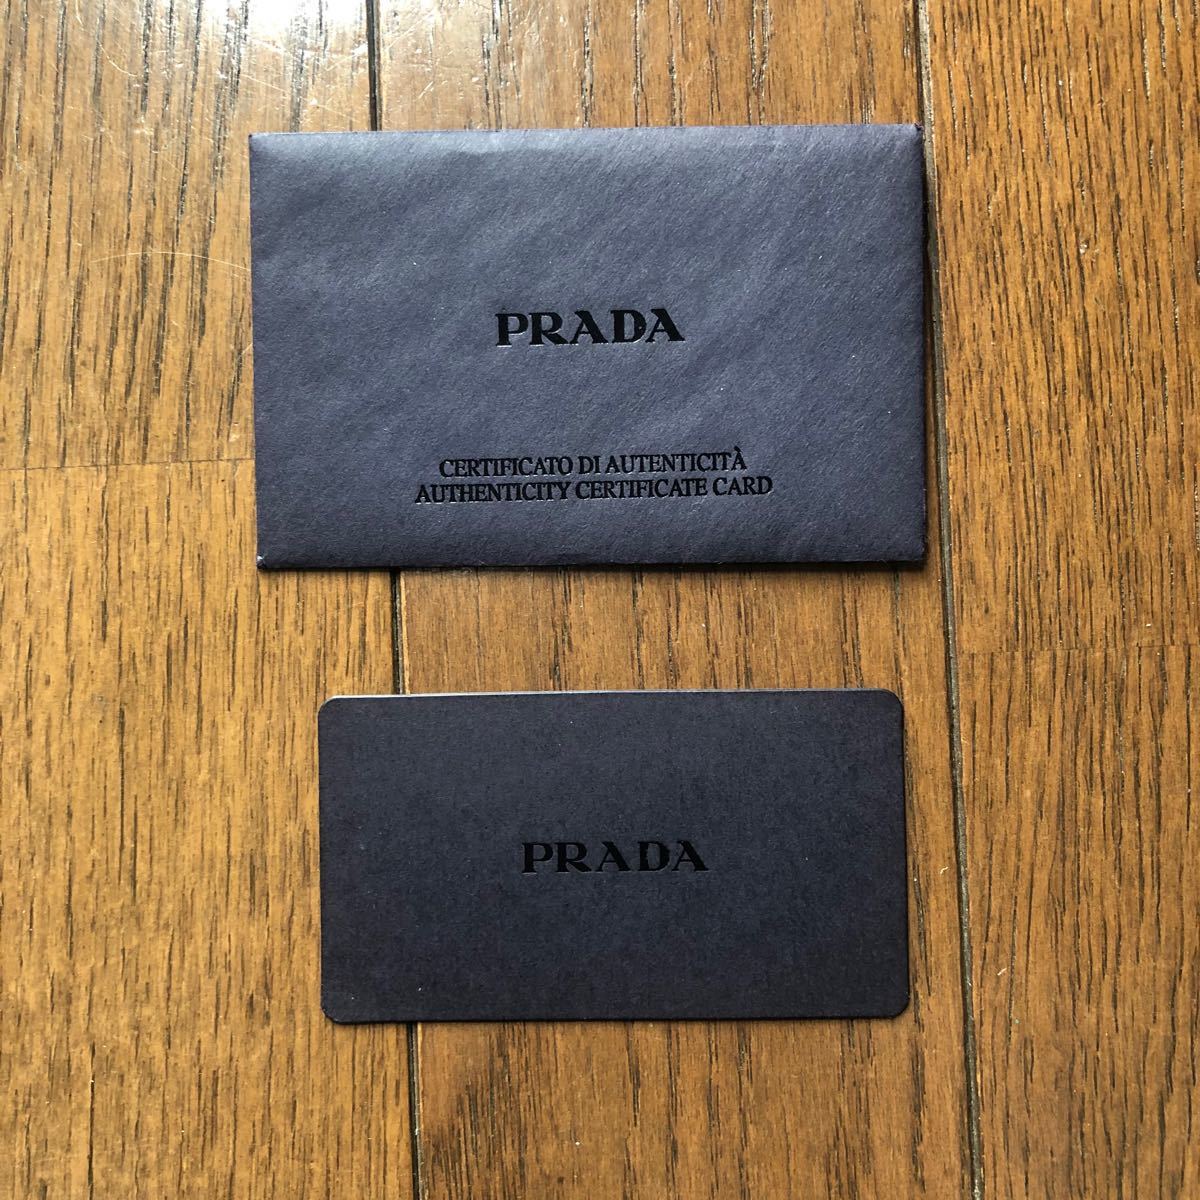 PRADA
CERTIFICATO DI AUTENTICITÀ
AUTHENTICITY CERTIFICATE CARD
PRADA